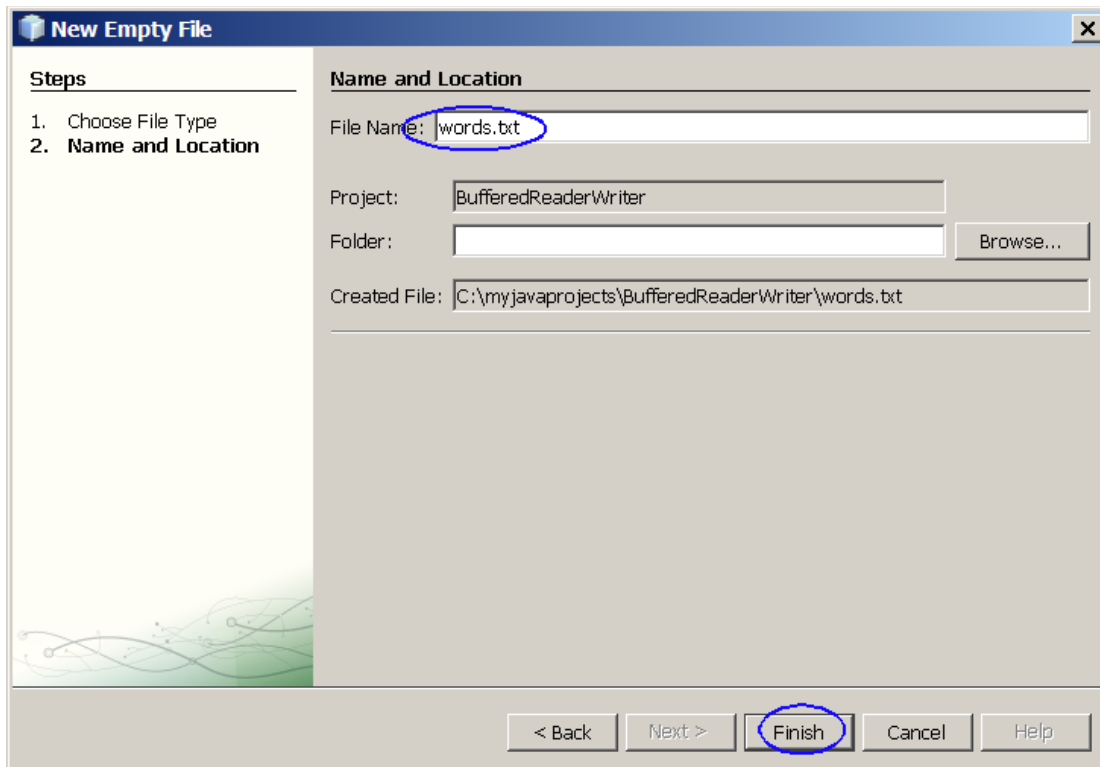 New Empty File
Steps
1. Choose File Type
2. Name and Location
Name and Location
File Name: words.txt
Project: BufferedReaderWriter
Folder: Browse...
Created File: C:\myjavaprojects\BufferedReaderWriter\words.txt
< Back Next > Finish Cancel Help